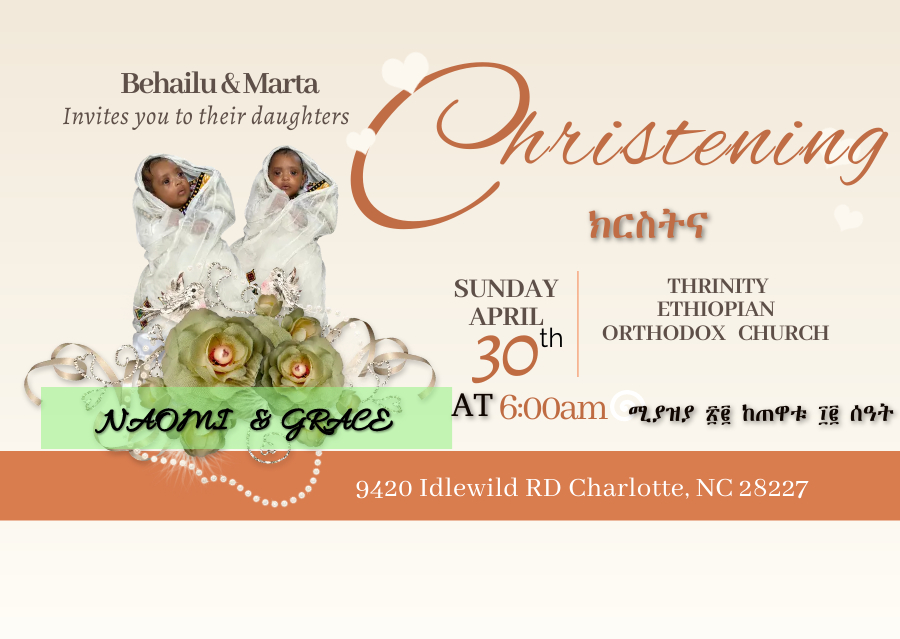 Behailu & Marta
Invites you to their daughters
Christening
ክርስትና
SUNDAY
APRIL
30th
AT 6:00am
THRINITY
ETHIOPIAN
ORTHODOX CHURCH
ሚያዝያ ፳፪ ከጠዋቱ ፲፪ ሰዓት
NAOMI & GRACE
9420 Idlewild RD Charlotte, NC 28227